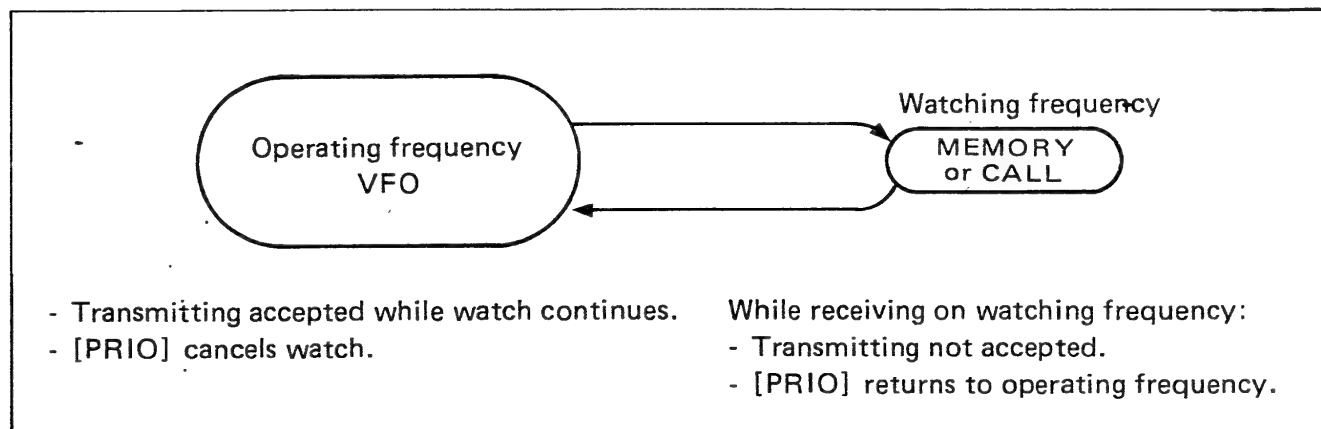 Watching frequency
Operating frequency
VFO
MEMORY
or CALL
- Transmitting accepted while watch continues.
- [PRIO] cancels watch.
While receiving on watching frequency:
- Transmitting not accepted.
- [PRIO] returns to operating frequency.